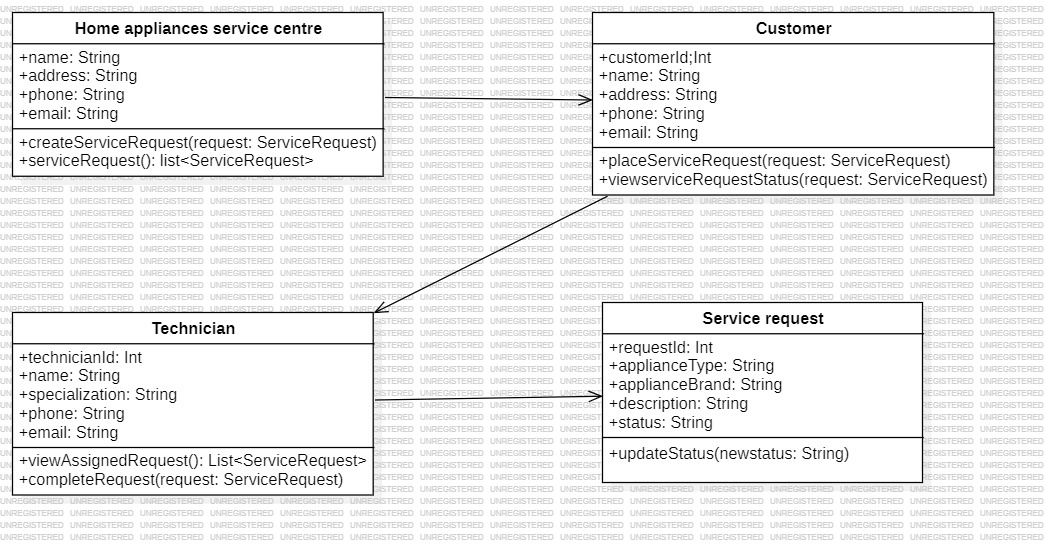 Home appliances service centre
+name: String
+address: String
+phone: String
+email: String
+createServiceRequest(request: ServiceRequest)
+serviceRequest(): list<ServiceRequest>
Customer
+customerId;Int
+name: String
+address: String
+phone: String
+email: String
+placeServiceRequest(request: ServiceRequest)
+viewserviceRequestStatus(request: ServiceRequest)
Technician
+technicianId: Int
+name: String
+specialization: String
+phone: String
+email: String
+viewAssignedRequest(): List<ServiceRequest>
+completeRequest(request: ServiceRequest)
Service request
+requestId: Int
+applianceType: String
+applianceBrand: String
+description: String
+status: String
+updateStatus(newstatus: String)
UNREGISTERED